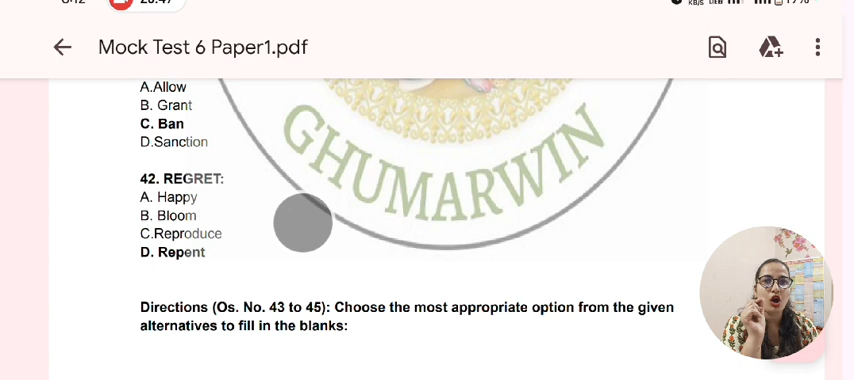 Mock Test 6 Paper1.pdf
A.Allow
B. Grant
C. Ban
D.Sanction
GHUMARWIN
42. REGRET:
A. Happy
B. Bloom
C.Reproduce
D. Repent
Directions (Os. No. 43 to 45): Choose the most appropriate option from the given
alternatives to fill in the blanks: